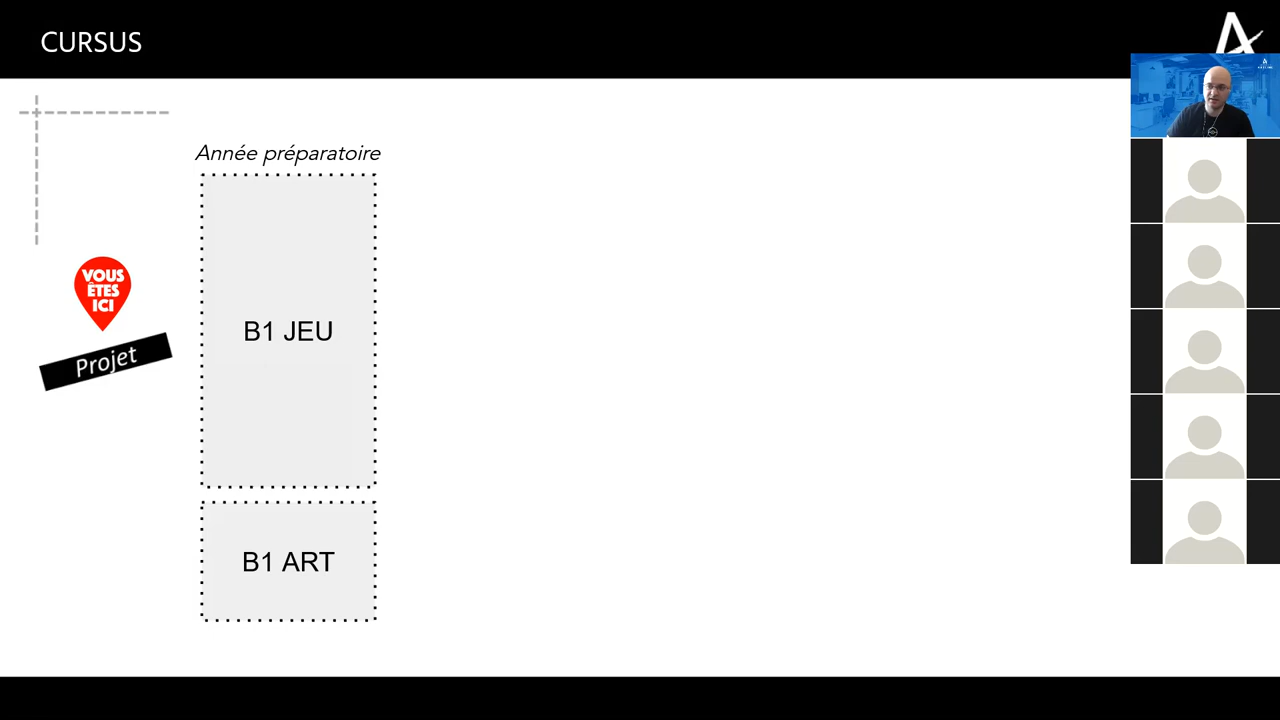 CURSUS
Année préparatoire
VOUS
ÊTES
ICI
Projet
B1 JEU
B1 ART